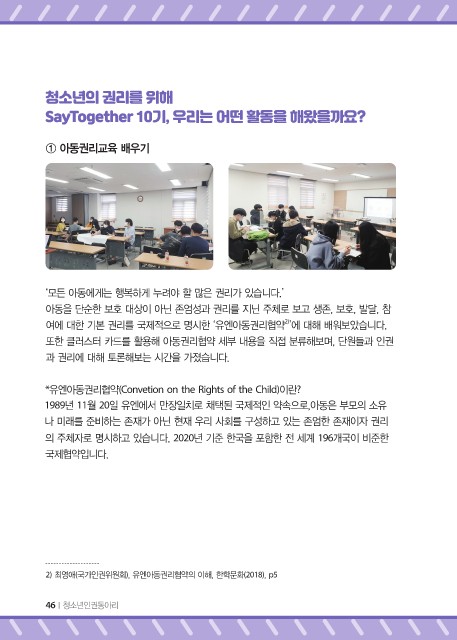 청소년의 권리를 위해
SayTogether 10기, 우리는 어떤 활동을 해왔을까요?
① 아동권리교육 배우기
'모든 아동에게는 행복하게 누려야 할 많은 권리가 있습니다.'
아동을 단순한 보호 대상이 아닌 존엄성과 권리를 지닌 주체로 보고 생존, 보호, 발달, 참
여에 대한 기본 권리를 국제적으로 명시한 '유엔아동권리협약²⁾'에 대해 배워보았습니다.
또한 클러스터 카드를 활용해 아동권리협약 세부 내용을 직접 분류해보며, 단원들과 인권
과 권리에 대해 토론해보는 시간을 가졌습니다.
*유엔아동권리협약(Convetion on the Rights of the Child)이란?
1989년 11월 20일 유엔에서 만장일치로 채택된 국제적인 약속으로,아동은 부모의 소유
나 미래를 준비하는 존재가 아닌 현재 우리 사회를 구성하고 있는 존엄한 존재이자 권리
의 주체자로 명시하고 있습니다. 2020년 기준 한국을 포함한 전 세계 196개국이 비준한
국제협약입니다.
2) 최영애(국가인권위원회), 유엔아동권리협약의 이해, 한학문화(2018), p5
46 | 청소년인권동아리